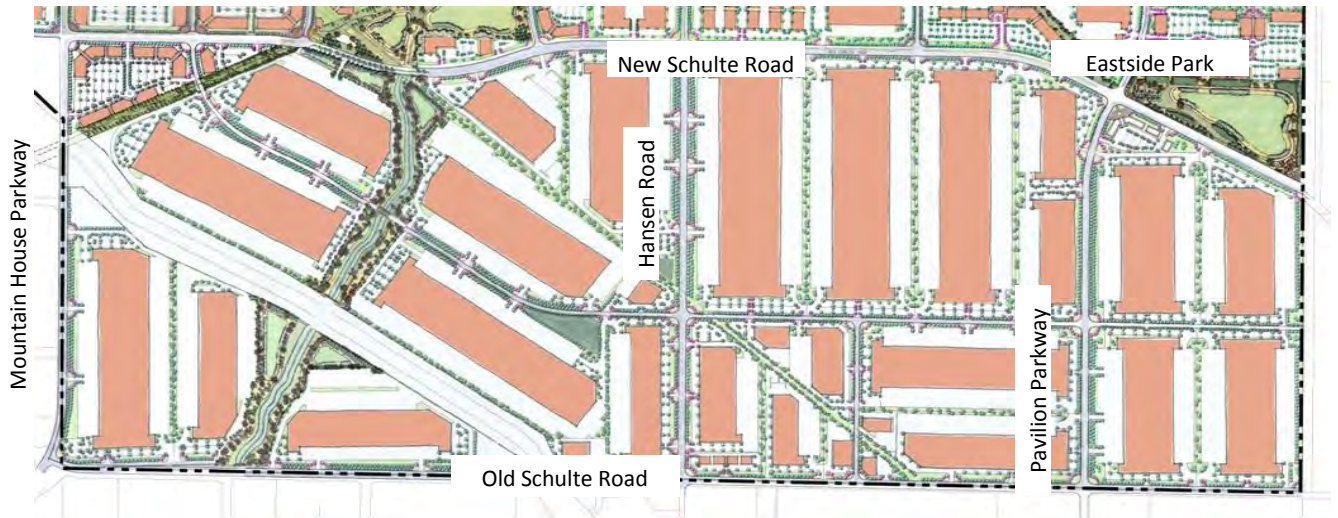 New Schulte Road
Eastside Park
Mountain House Parkway
Hansen Road
Pavilion Parkway
Old Schulte Road